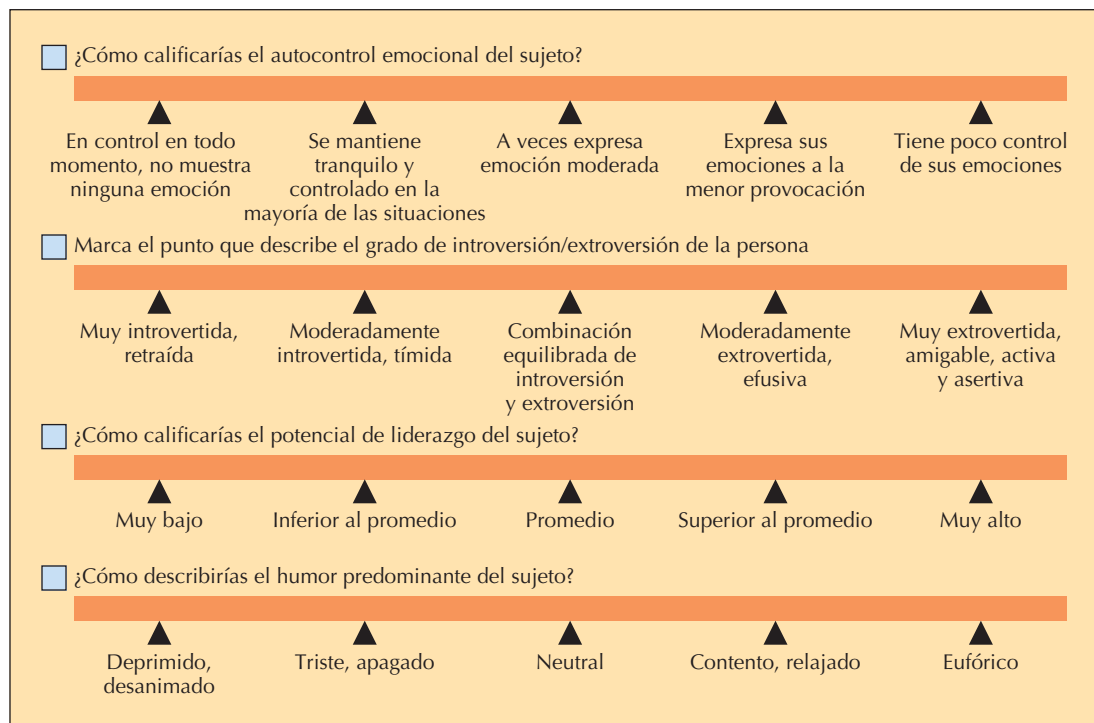 ¿Cómo calificarías el autocontrol emocional del sujeto?
En control en todo
momento, no muestra
ninguna emoción
Se mantiene
tranquilo y
controlado en la
mayoría de las situaciones
A veces expresa
emoción moderada
Expresa sus
emociones a la
menor provocación
Tiene poco control
de sus emociones
Marca el punto que describe el grado de introversión/extroversión de la persona
Muy introvertida,
retraída
Moderadamente
introvertida, tímida
Combinación
equilibrada de
introversión
y extroversión
Moderadamente
extrovertida,
efusiva
Muy extrovertida,
amigable, activa
y asertiva
¿Cómo calificarías el potencial de liderazgo del sujeto?
Muy bajo
Inferior al promedio
Promedio
Superior al promedio
Muy alto
¿Cómo describirías el humor predominante del sujeto?
Deprimido,
desanimado
Triste, apagado
Neutral
Contento, relajado
Eufórico